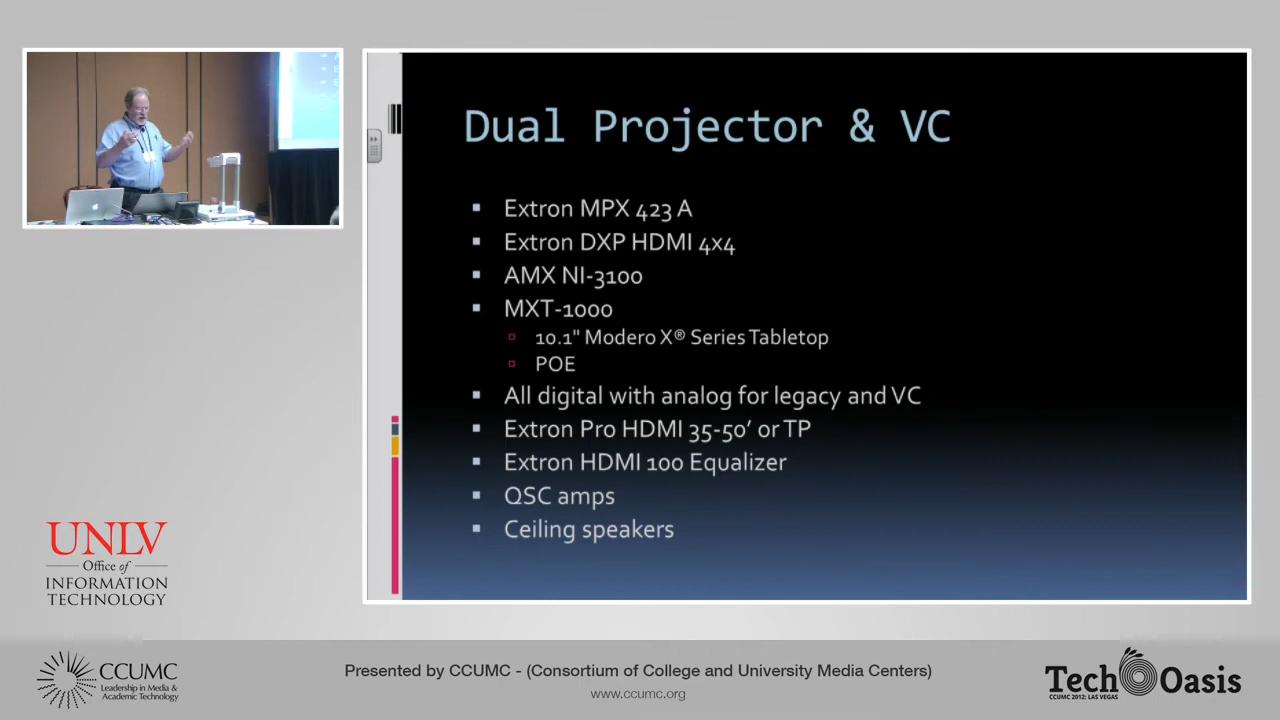 Dual Projector & VC
Extron MPX 423 A
Extron DXP HDMI 4x4
AMX NI-3100
MXT-1000
10.1" Modero X® Series Tabletop
POE
All digital with analog for legacy and VC
Extron Pro HDMI 35-50’ or TP
Extron HDMI 100 Equalizer
QSC amps
Ceiling speakers
UNLV
Office of
INFORMATION
TECHNOLOGY
CCUMC
Leadership in Media &
Academic Technology
Presented by CCUMC - (Consortium of College and University Media Centers)
www.ccumc.org
Tech Oasis
CCUMC 2012: LAS VEGAS